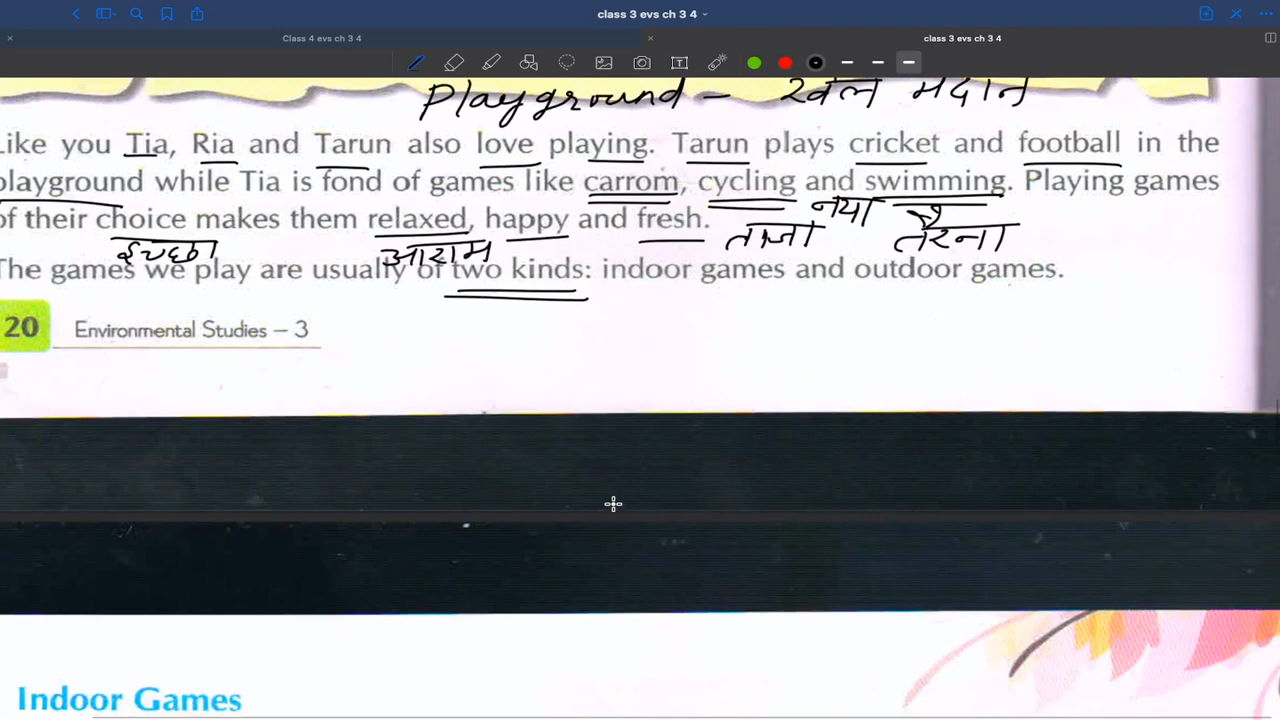 class 3 evs ch 3 4
Class 4 evs ch 3 4
class 3 evs ch 3 4
Playground - खेल मैदान
Like you Tia, Ria and Tarun also love playing. Tarun plays cricket and football in the
playground while Tia is fond of games like carrom, cycling and swimming. Playing games
नया
of their choice makes them relaxed, happy and fresh.
इच्छा आराम ताजा तैरना
The games we play are usually of two kinds: indoor games and outdoor games.
20 Environmental Studies – 3
Indoor Games